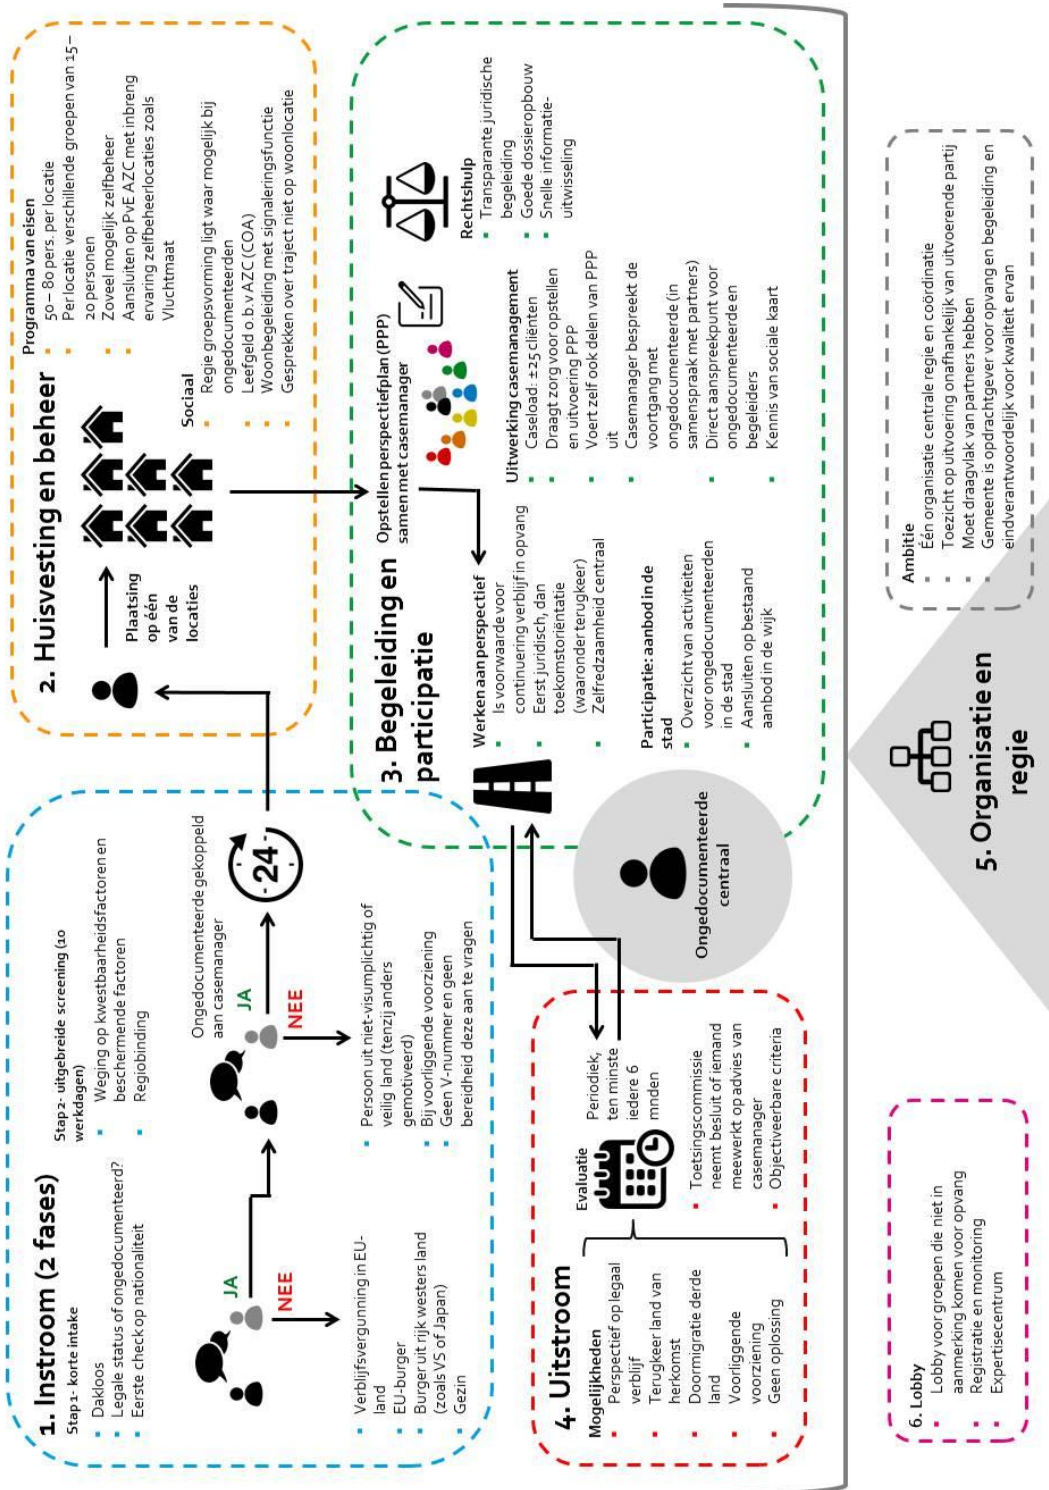 1. Instroom (2 fases)
Stap 1- korte intake
Dakloos
Legale status of ongedocumenteerd?
Eerste check op nationaliteit
JA
NEE
Verblijfsvergunning in EU-
land
EU-burger
Burger uit rijk westers land
(zoals VS of Japan)
Gezin
Stap 2- uitgebreide screening (10
werkdagen)
Weging op kwestbaarheidsfactoren en
beschermende factoren
Regiobinding
JA
NEE
Persoon uit niet-visumplichtig of
veilig land (tenzij anders
gemotiveerd)
Bij voorliggende voorziening
Geen V-nummer en geen
bereidheid deze aan te vragen
Ongedocumenteerde gekoppeld
aan casemanager
24
2. Huisvesting en beheer
Plaatsing
op één
van de
locaties
Programma van eisen
50 – 80 pers. per locatie
Per locatie verschillende groepen van 15 –
20 personen
Zoveel mogelijk zelfbeheer
Aansluiten op PvE AZC met inbreng
ervaring zelfbeheerlocaties zoals
Vluchtmaat
Sociaal
Regie groepsvorming ligt waar mogelijk bij
ongedocumenteerden
Leefgeld o.b.v AZC (COA)
Woonbegeleiding met signaleringsfunctie
Gesprekken over traject niet op woonlocatie
3. Begeleiding en
participatie
Opstellen perspectiefplan (PPP)
samen met casemanager
Werken aan perspectief
Is voorwaarde voor
continuering verblijf in opvang
Eerst juridisch, dan
toekomstoriëntatie
(waaronder terugkeer)
Zelfredzaamheid centraal
Participatie: aanbod in de
stad
Overzicht van activiteiten
voor ongedocumenteerden
in de stad
Aansluiten op bestaand
aanbod in de wijk
Uitwerking casemanagement
Caseload: ±25 cliënten
Draagt zorg voor opstellen
en uitvoering PPP
Voert zelf ook delen van PPP
uit
Casemanager bespreekt de
voortgang met
ongedocumenteerde (in
samenspraak met partners)
Direct aanspreekpunt voor
ongedocumenteerde en
begeleiders
Kennis van sociale kaart
Rechtshulp
Transparante juridische
begeleiding
Goede dossieropbouw
Snelle informatie-
uitwisseling
4. Uitstroom
Mogelijkheden
Perspectief op legaal
verblijf
Terugkeer land van
herkomst
Doormigratie derde
land
Voorliggende
voorziening
Geen oplossing
Evaluatie
Periodiek,
ten minste
iedere 6
mnden
Toetsingscommissie
neemt besluit of iemand
meewerkt op advies van
casemanager
Objectiveerbare criteria
Ongedocumenteerde
centraal
5. Organisatie en
regie
Ambitie
Één organisatie centrale regie en coördinatie
Toezicht op uitvoering onafhankelijk van uitvoerende partij
Moet draagvlak van partners hebben
Gemeente is opdrachtgever voor opvang en begeleiding en
eindverantwoordelijk voor kwaliteit ervan
6. Lobby
Lobby voor groepen die niet in
aanmerking komen voor opvang
Registratie en monitoring
Expertisecentrum